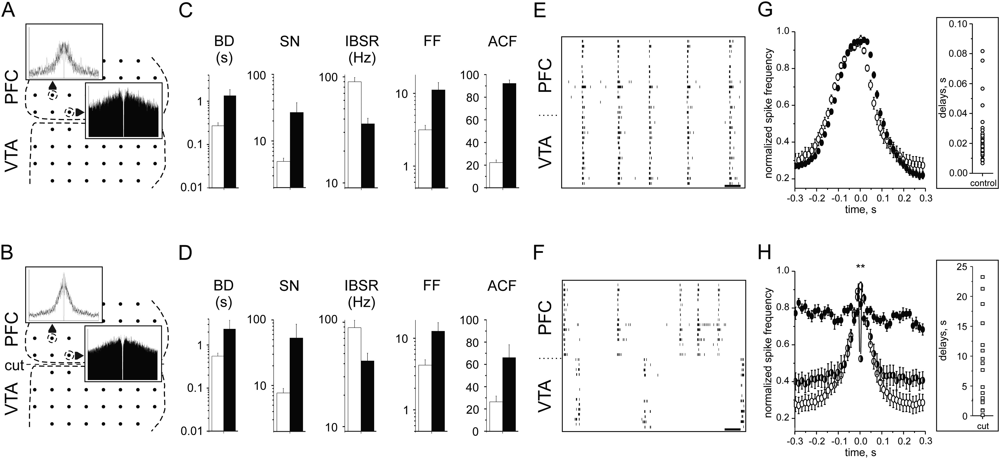 A
PFC
VTA
C
BD
(s)
1
0.1
0.01
SN
100
10
IBSR
(Hz)
100
10
FF
10
1
ACF
100
80
60
40
20
0
E
PFC
VTA
G
normalized spike frequency
1.0
0.8
0.6
0.4
0.2
-0.3 -0.2 -0.1 0.0 0.1 0.2 0.3
time, s
delays, s
0.10
0.08
0.06
0.04
0.02
0.00
control
B
PFC
cut
VTA
D
BD
(s)
1
0.1
0.01
SN
100
10
IBSR
(Hz)
100
10
FF
10
1
ACF
100
80
60
40
20
0
F
PFC
VTA
H
**
normalized spike frequency
1.0
0.8
0.6
0.4
0.2
-0.3 -0.2 -0.1 0.0 0.1 0.2 0.3
time, s
delays, s
25
20
15
10
5
0
cut